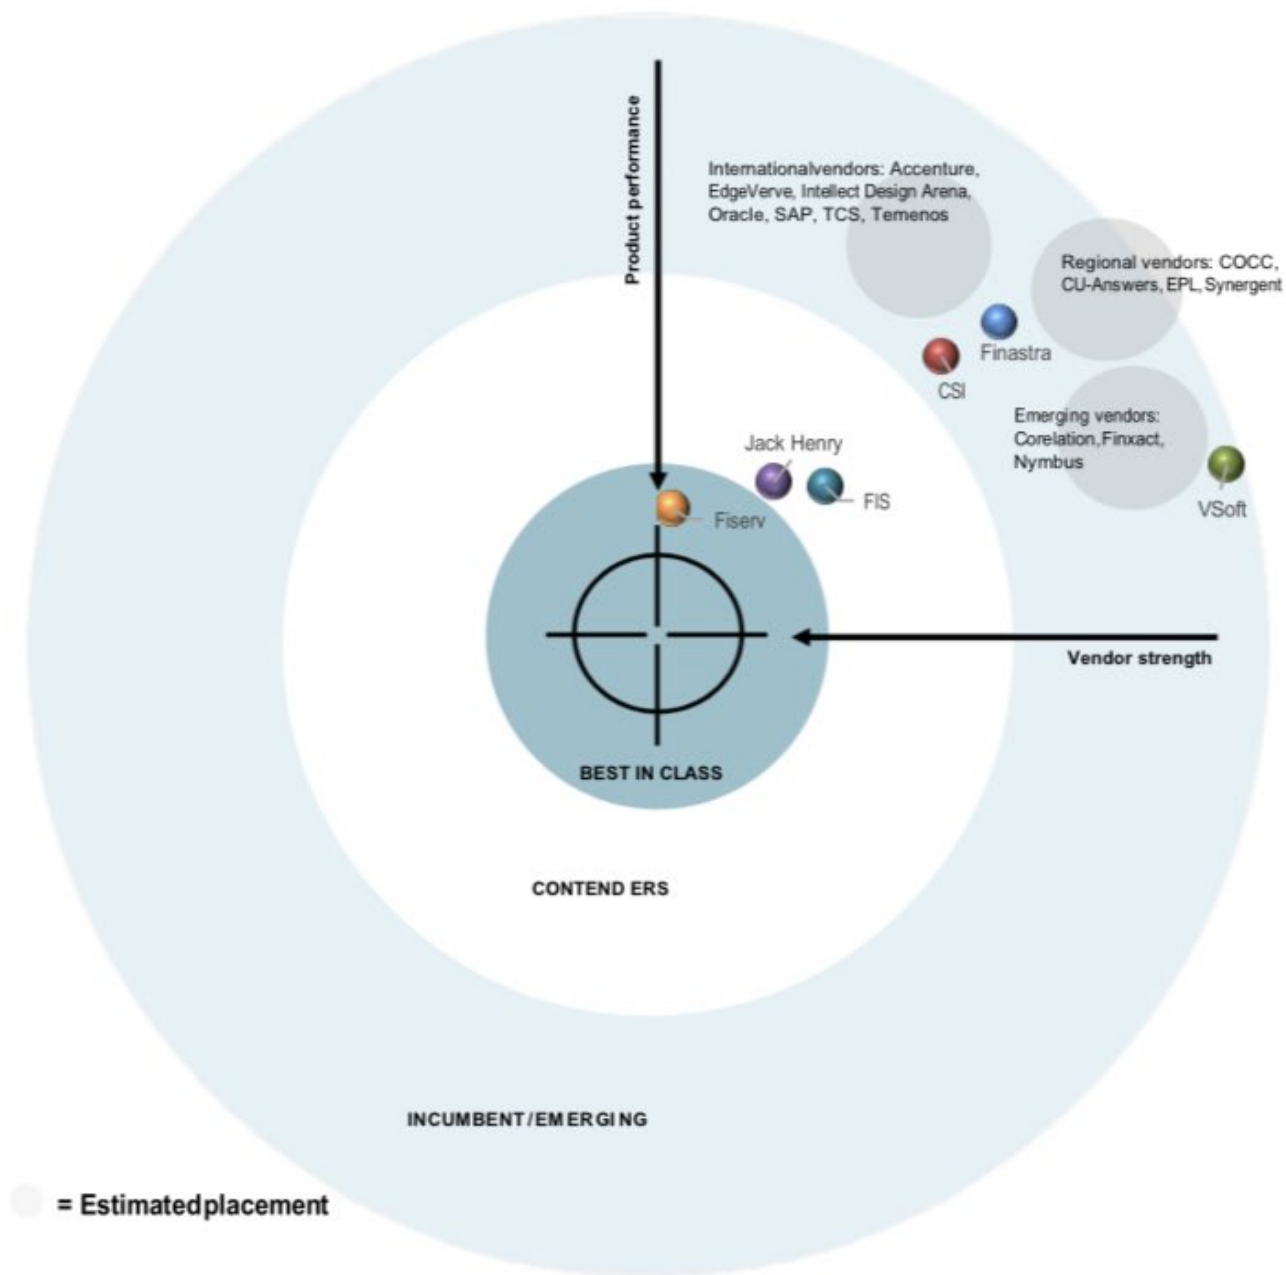 Product performance
Internationalvendors: Accenture,
EdgeVerve, Intellect Design Arena,
Oracle, SAP, TCS, Temenos
Regional vendors: COCC,
CU-Answers, EPL, Synergent
Finastra
CSI
Emerging vendors:
Corelation, Finxact,
Nymbus
Jack Henry
FIS
VSoft
Fiserv
Vendor strength
BEST IN CLASS
CONTEND ERS
INCUMBENT/EMERGING
= Estimatedplacement